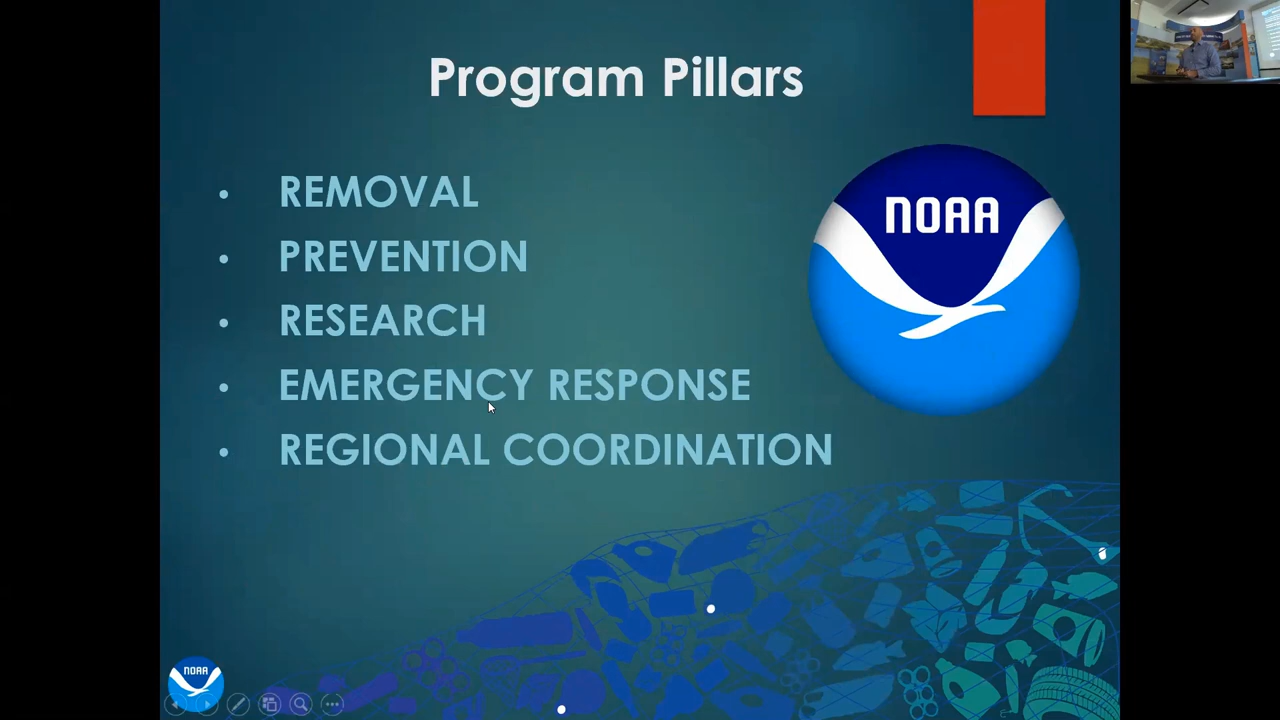 Program Pillars
NOAA
• REMOVAL
• PREVENTION
• RESEARCH
• EMERGENCY RESPONSE
• REGIONAL COORDINATION
NOAA